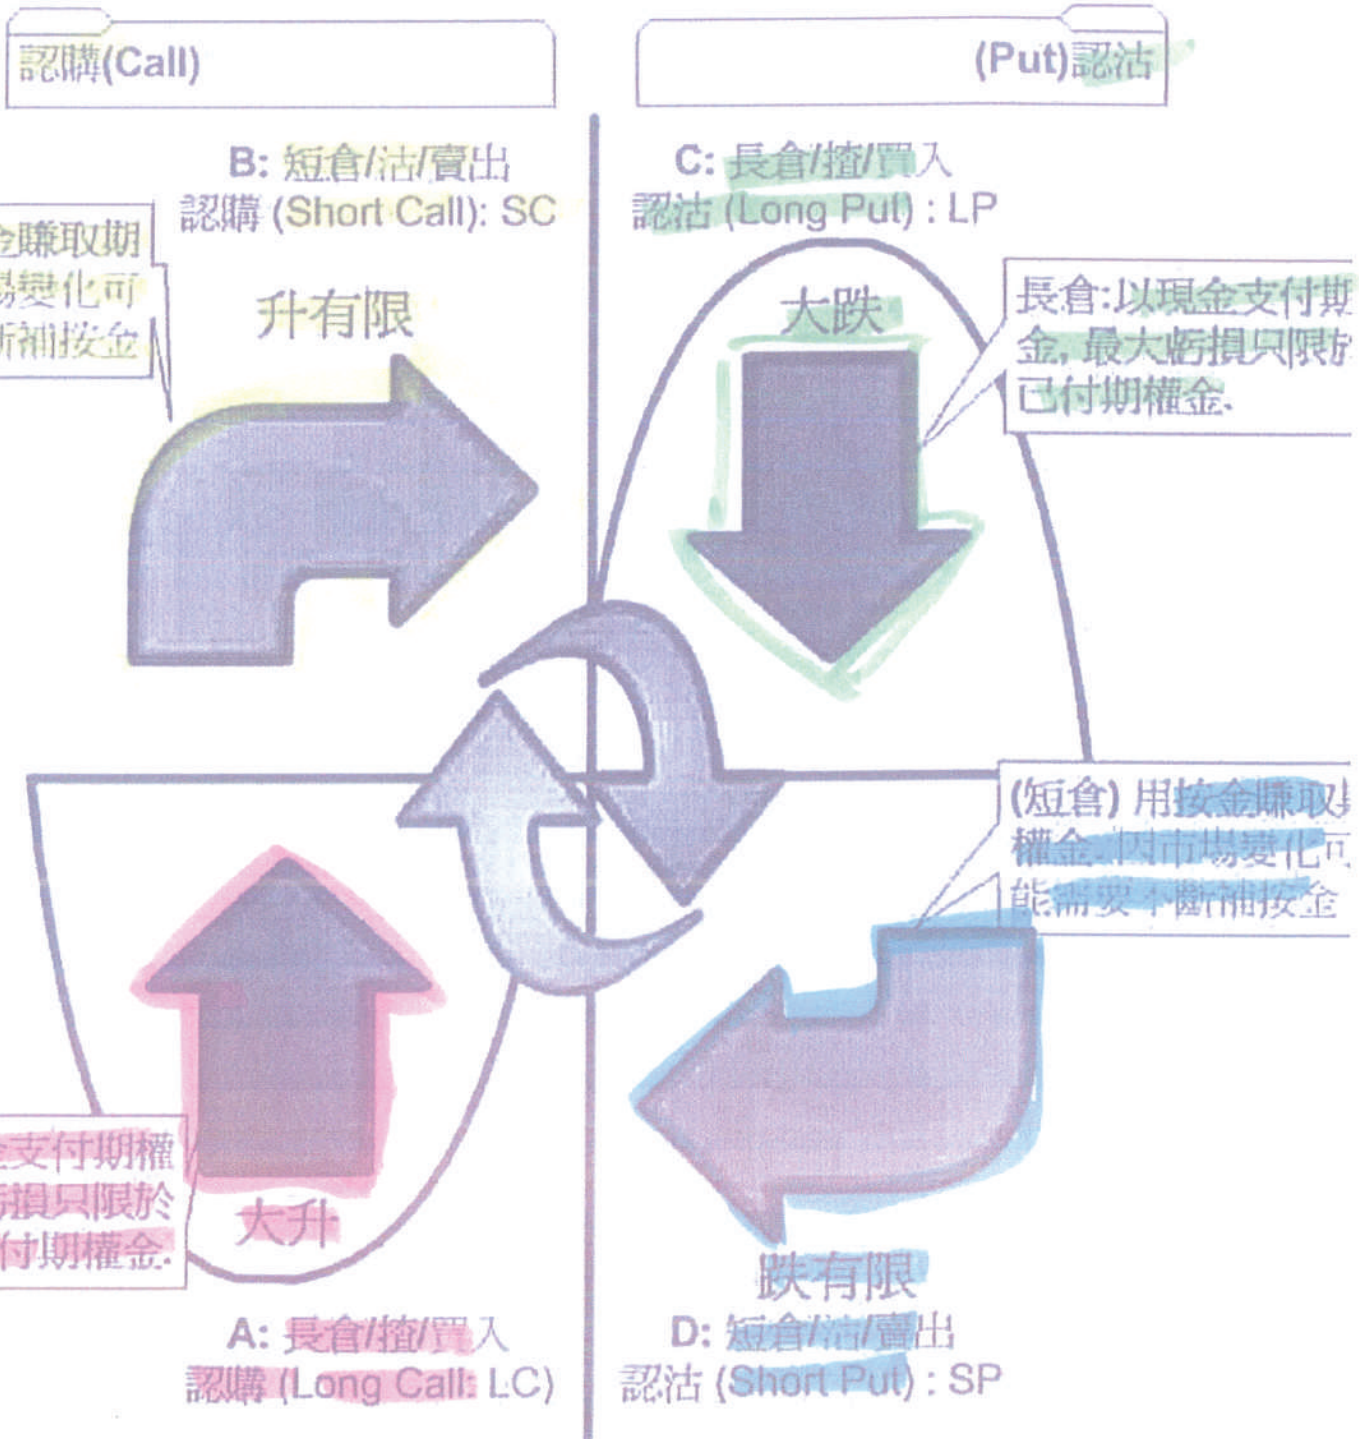 認購(Call)
(Put)認沽
B: 短倉/沽/賣出
認購 (Short Call): SC
C: 長倉/揸/買入
認沽 (Long Put) : LP
金賺取期
場變化可
斷補按金
升有限
大跌
長倉:以現金支付期
金, 最大虧損只限於
已付期權金.
(短倉) 用按金賺取期
權金.因市場變化可
能需要不斷補按金
金支付期權
虧損只限於
付期權金.
大升
跌有限
A: 長倉/揸/買入
認購 (Long Call: LC)
D: 短倉/沽/賣出
認沽 (Short Put) : SP